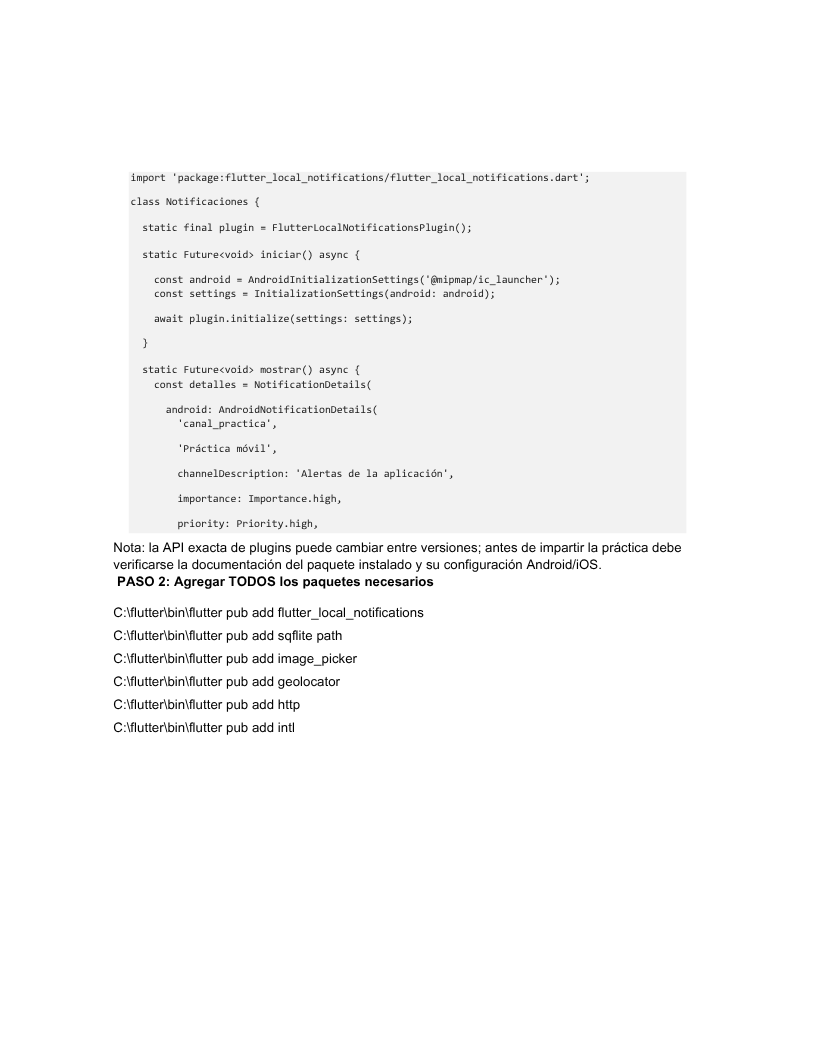 import 'package:flutter_local_notifications/flutter_local_notifications.dart';
class Notificaciones {
  static final plugin = FlutterLocalNotificationsPlugin();
  static Future<void> iniciar() async {
    const android = AndroidInitializationSettings('@mipmap/ic_launcher');
    const settings = InitializationSettings(android: android);
    await plugin.initialize(settings: settings);
  }
  static Future<void> mostrar() async {
    const detalles = NotificationDetails(
      android: AndroidNotificationDetails(
        'canal_practica',
        'Práctica móvil',
        channelDescription: 'Alertas de la aplicación',
        importance: Importance.high,
        priority: Priority.high,
Nota: la API exacta de plugins puede cambiar entre versiones; antes de impartir la práctica debe
verificarse la documentación del paquete instalado y su configuración Android/iOS.
PASO 2: Agregar TODOS los paquetes necesarios
C:\flutter\bin\flutter pub add flutter_local_notifications
C:\flutter\bin\flutter pub add sqflite path
C:\flutter\bin\flutter pub add image_picker
C:\flutter\bin\flutter pub add geolocator
C:\flutter\bin\flutter pub add http
C:\flutter\bin\flutter pub add intl